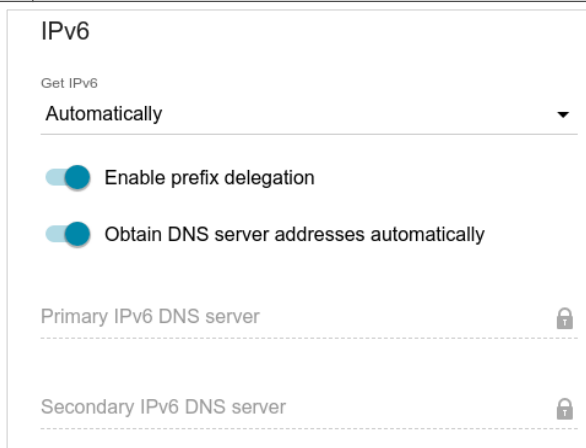 IPv6
Get IPv6
Automatically
Enable prefix delegation
Obtain DNS server addresses automatically
Primary IPv6 DNS server
Secondary IPv6 DNS server